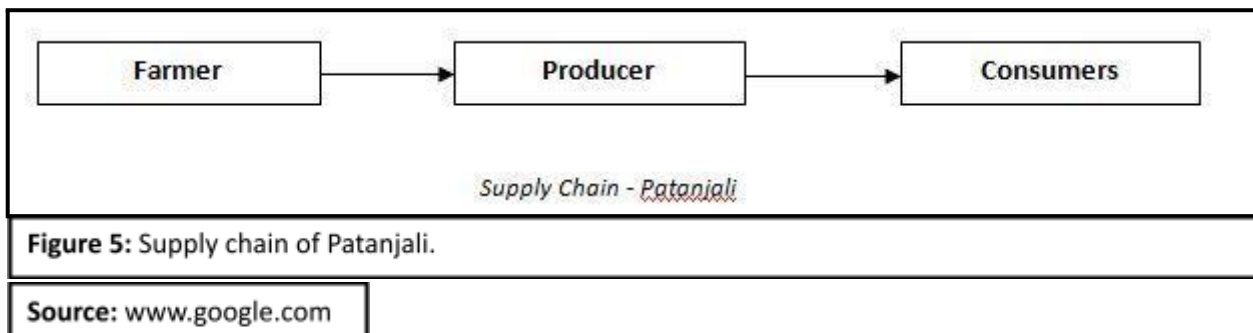 Farmer Producer Consumers
Supply Chain - Patanjali
Figure 5: Supply chain of Patanjali.
Source: www.google.com